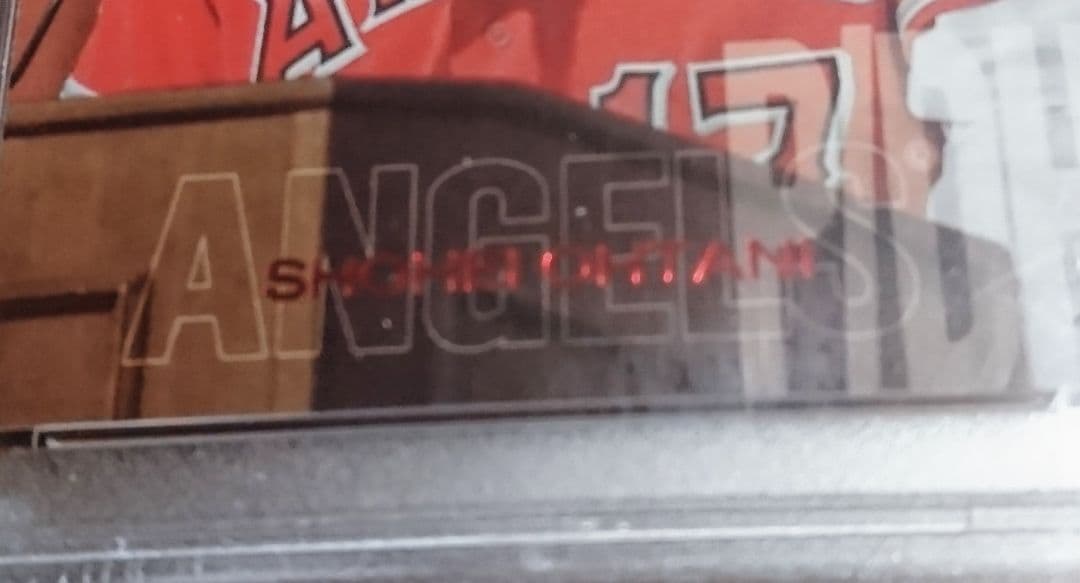 17
ANGELS
SHOHEI OHTANI